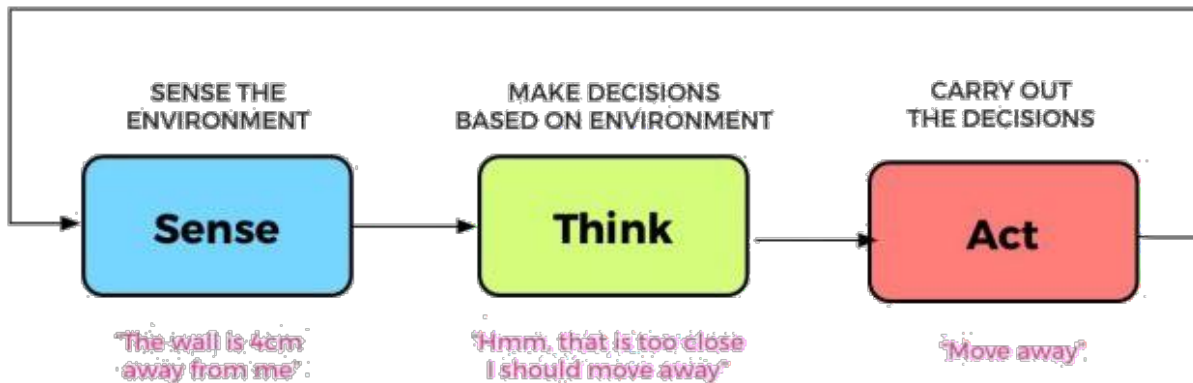 SENSE THE
ENVIRONMENT
MAKE DECISIONS
BASED ON ENVIRONMENT
CARRY OUT
THE DECISIONS
Sense
Think
Act
"The wall is 4cm
away from me"
"Hmm, that is too close
I should move away"
"Move away"